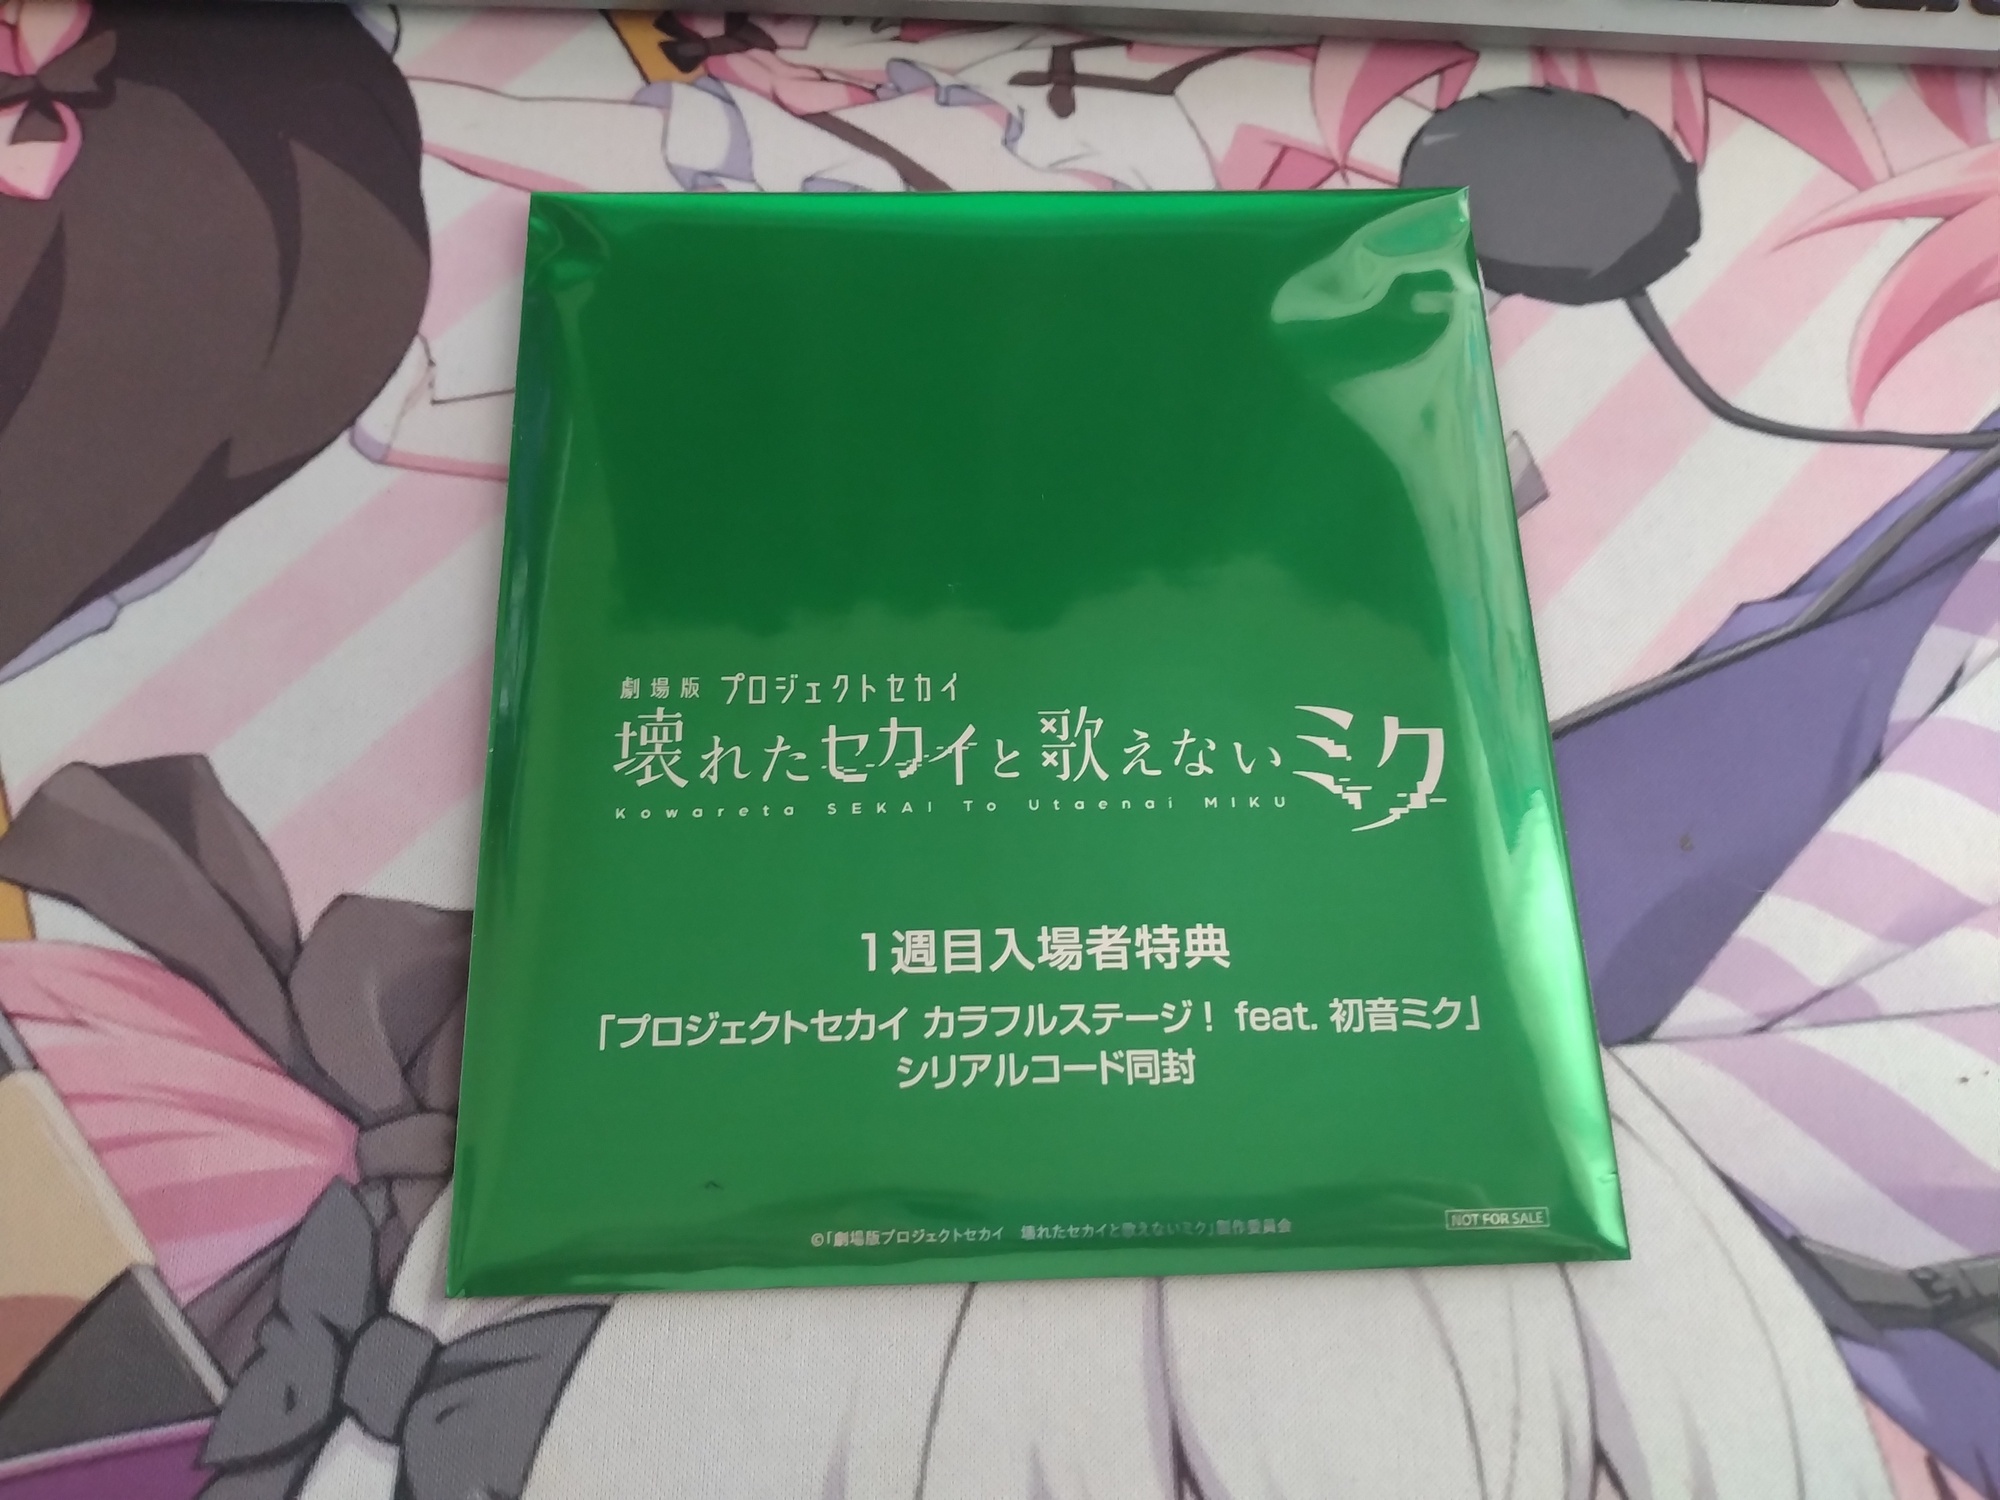 劇場版 プロジェクトセカイ
壊れたセカイと歌えないミク
Kowareta SEKAI To Utaenai MIKU
1週目入場者特典
「プロジェクトセカイ カラフルステージ! feat. 初音ミク」
シリアルコード同封
NOT FOR SALE
©「劇場版プロジェクトセカイ 壊れたセカイと歌えないミク」製作委員会